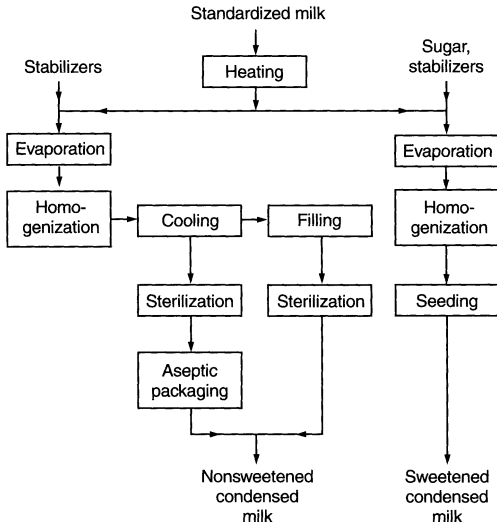 Standardized milk
Heating
Stabilizers
Sugar,
stabilizers
Evaporation
Evaporation
Homo-
genization
Cooling
Filling
Homo-
genization
Sterilization
Sterilization
Seeding
Aseptic
packaging
Nonsweetened
condensed
milk
Sweetened
condensed
milk